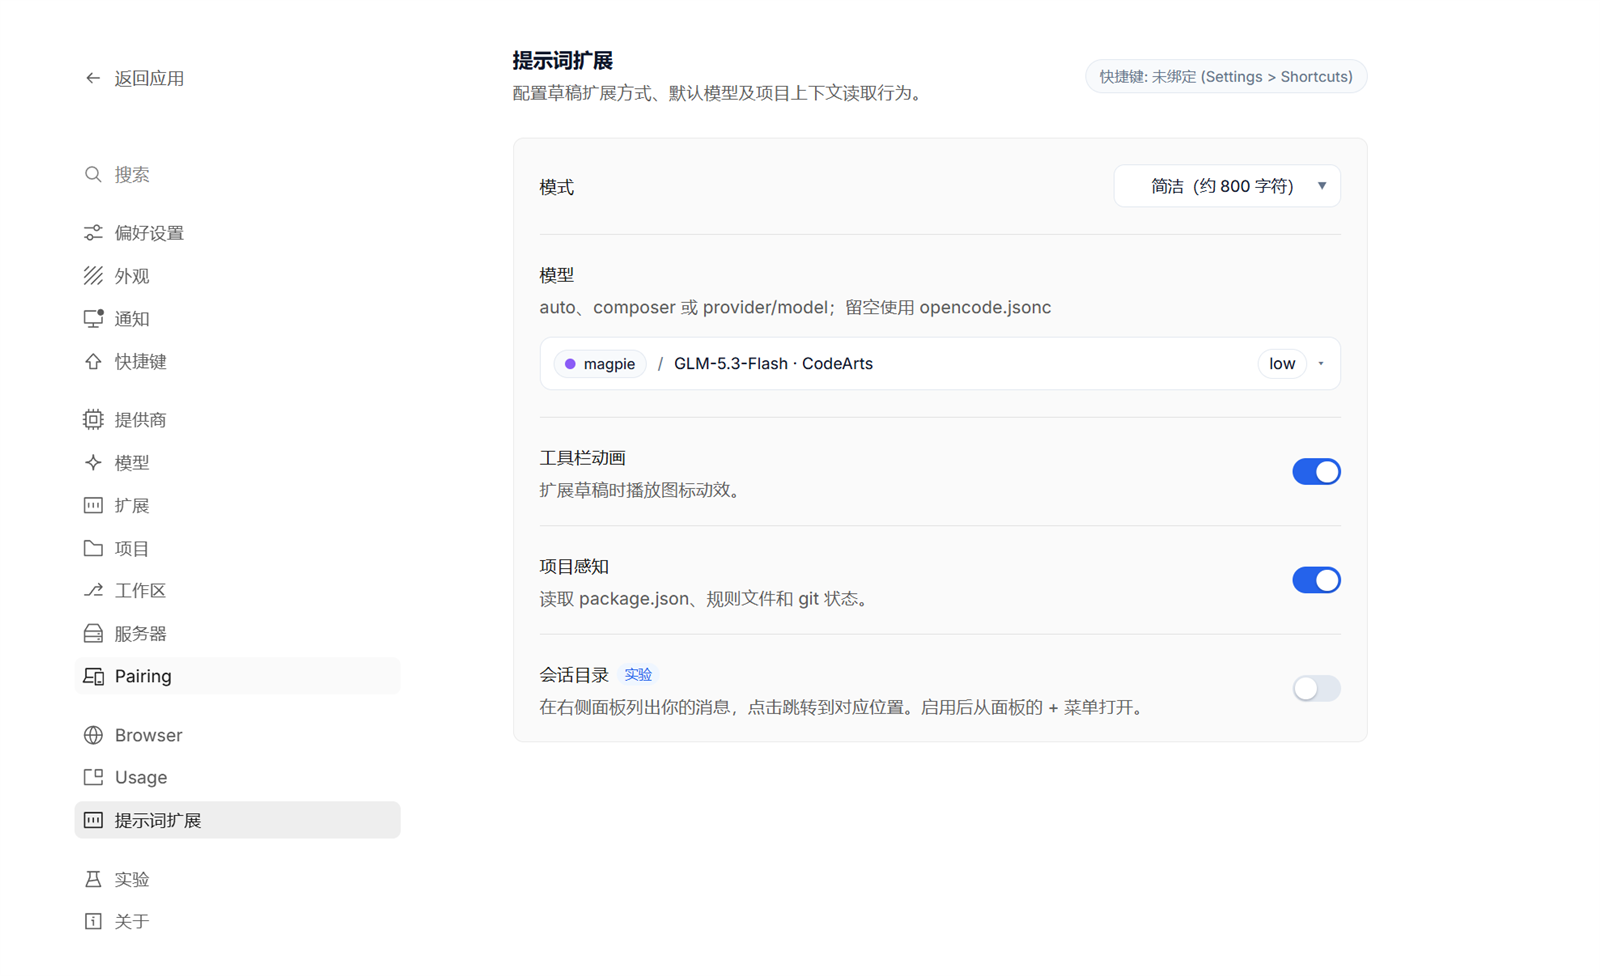 返回应用
搜索
偏好设置
外观
通知
快捷键
提供商
模型
扩展
项目
工作区
服务器
Pairing
Browser
Usage
提示词扩展
实验
关于
提示词扩展
配置草稿扩展方式、默认模型及项目上下文读取行为。
快捷键: 未绑定 (Settings > Shortcuts)
模式
简洁（约 800 字符）
模型
auto、composer 或 provider/model；留空使用 opencode.jsonc
magpie / GLM-5.3-Flash · CodeArts
low
工具栏动画
扩展草稿时播放图标动效。
项目感知
读取 package.json、规则文件和 git 状态。
会话目录 实验
在右侧面板列出你的消息，点击跳转到对应位置。启用后从面板的 + 菜单打开。